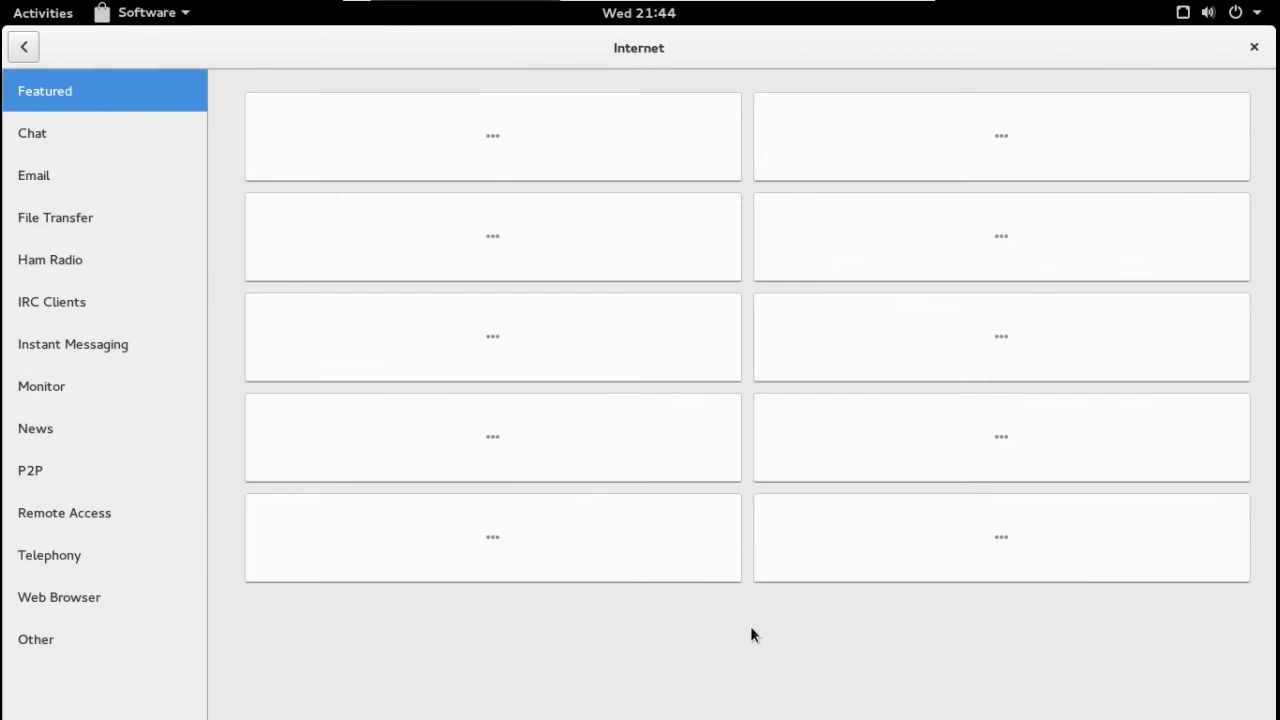 Activities Software Wed 21:44
Internet
Featured
Chat
Email
File Transfer
Ham Radio
IRC Clients
Instant Messaging
Monitor
News
P2P
Remote Access
Telephony
Web Browser
Other